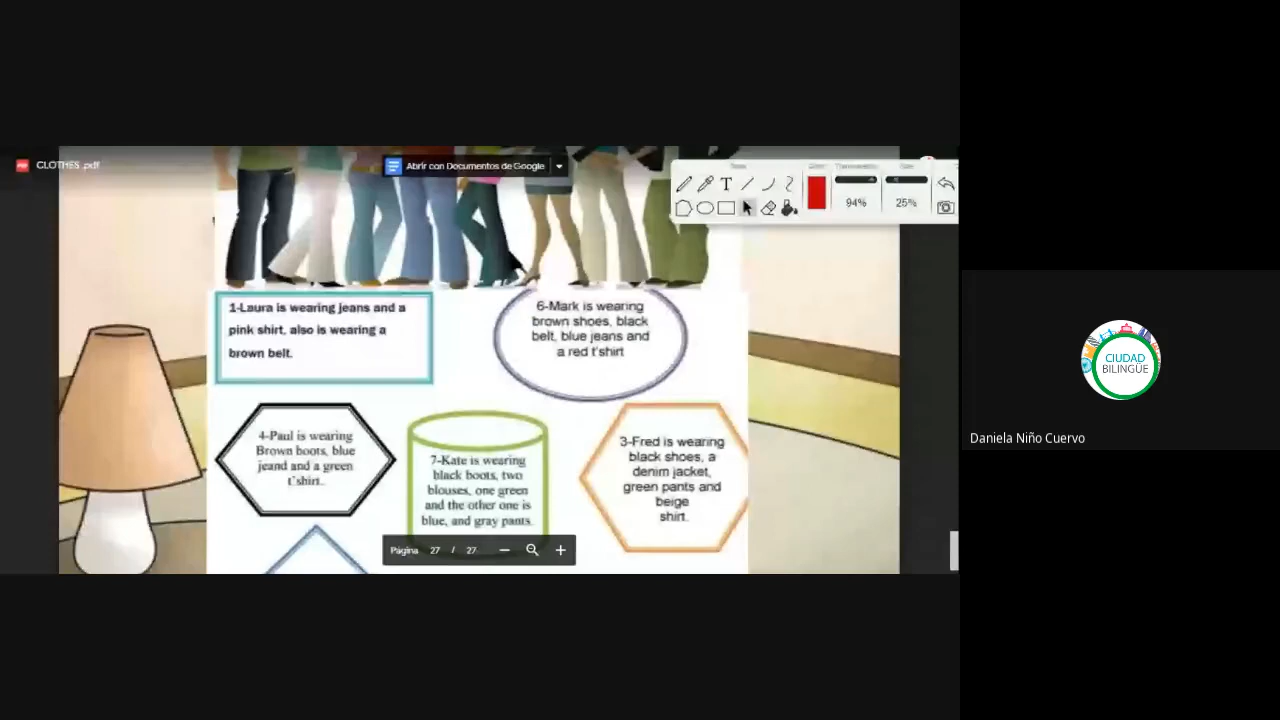 CLOTHES .pdf
Abrir con Documentos de Google
94%
25%
1-Laura is wearing jeans and a
pink shirt, also is wearing a
brown belt.
6-Mark is wearing
brown shoes, black
belt, blue jeans and
a red t'shirt
4-Paul is wearing
Brown boots, blue
jeand and a green
t'shirt.
7-Kate is wearing
black boots, two
blouses, one green
and the other one is
blue, and gray pants.
3-Fred is wearing
black shoes, a
denim jacket,
green pants and
beige
shirt.
Página 27 / 27
CIUDAD
BILINGÜE
Daniela Niño Cuervo